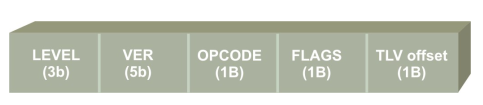 LEVEL VER OPCODE FLAGS TLV offset
(3b) (5b) (1B) (1B) (1B)